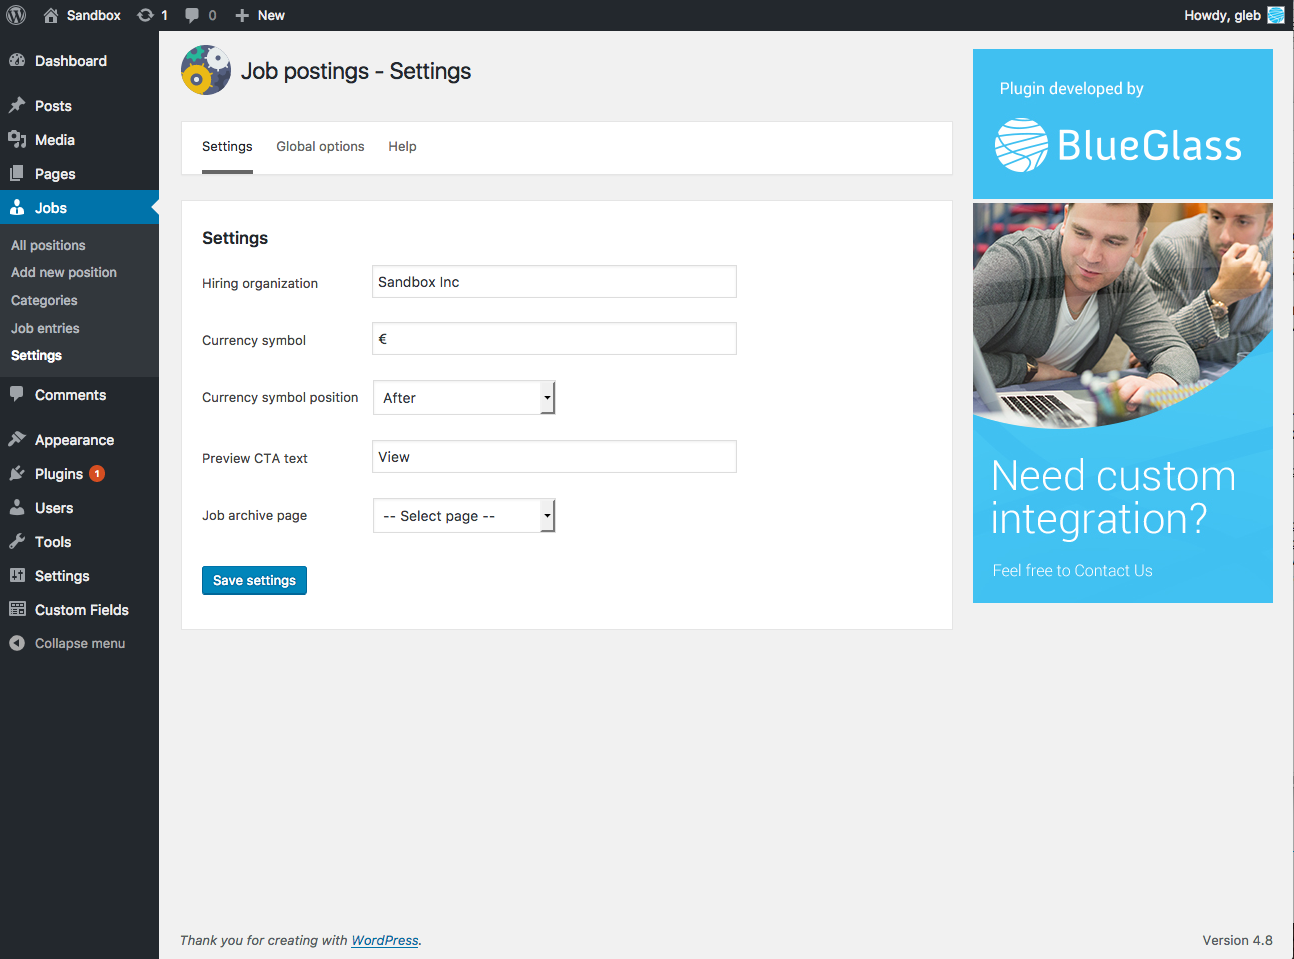 Sandbox 1 0 New Howdy, gleb
Dashboard
Posts
Media
Pages
Jobs
All positions
Add new position
Categories
Job entries
Settings
Comments
Appearance
Plugins 1
Users
Tools
Settings
Custom Fields
Collapse menu
Job postings - Settings
Settings Global options Help
Settings
Hiring organization Sandbox Inc
Currency symbol €
Currency symbol position After
Preview CTA text View
Job archive page -- Select page --
Save settings
Plugin developed by
BlueGlass
Need custom
integration?
Feel free to Contact Us
Thank you for creating with WordPress.
Version 4.8